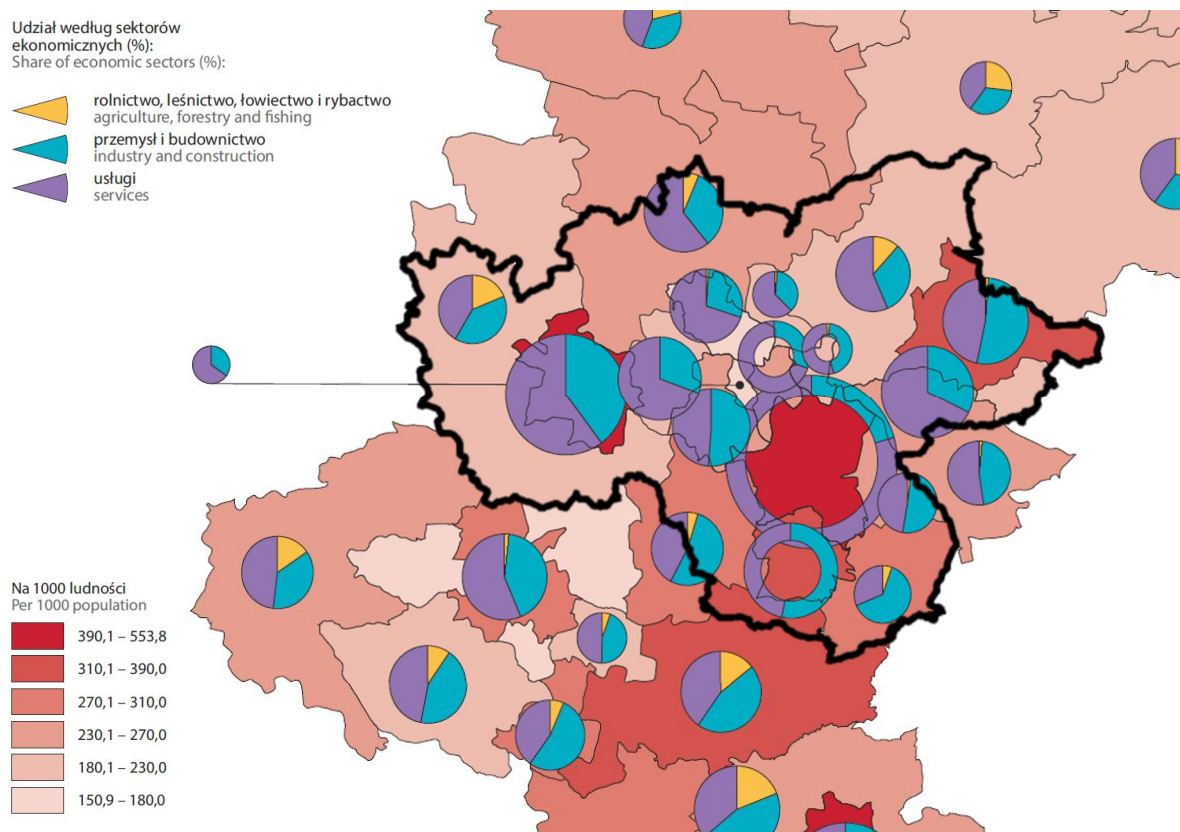 Udział według sektorów
ekonomicznych (%):
Share of economic sectors (%):
rolnictwo, leśnictwo, łowiectwo i rybactwo
agriculture, forestry and fishing
przemysł i budownictwo
industry and construction
usługi
services
Na 1000 ludności
Per 1000 population
390,1 – 553,8
310,1 – 390,0
270,1 – 310,0
230,1 – 270,0
180,1 – 230,0
150,9 – 180,0